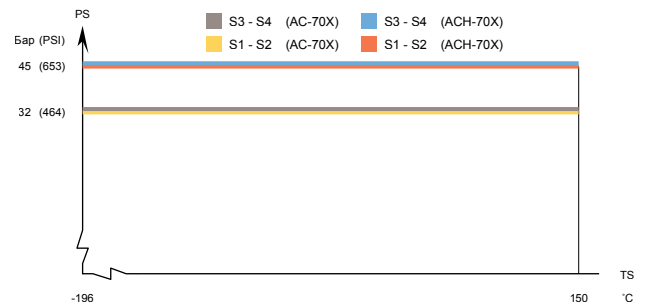 PS
S3 - S4 (AC-70X) S3 - S4 (ACH-70X)
Бар (PSI)
S1 - S2 (AC-70X) S1 - S2 (ACH-70X)
45 (653)
32 (464)
TS
-196 150 °C